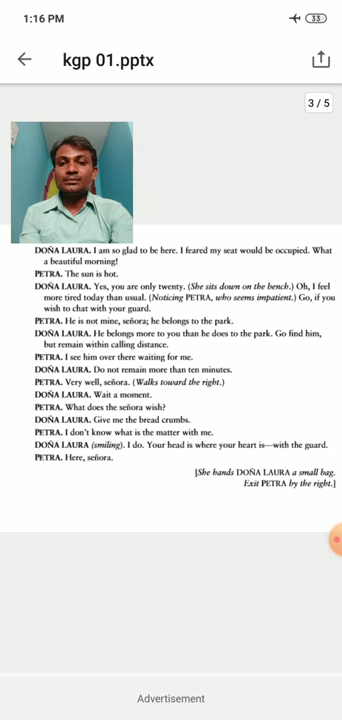 1:16 PM
33
kgp 01.pptx
3 / 5
DOÑA LAURA. I am so glad to be here. I feared my seat would be occupied. What
a beautiful morning!
PETRA. The sun is hot.
DOÑA LAURA. Yes, you are only twenty. (She sits down on the bench.) Oh, I feel
more tired today than usual. (Noticing PETRA, who seems impatient.) Go, if you
wish to chat with your guard.
PETRA. He is not mine, señora; he belongs to the park.
DOÑA LAURA. He belongs more to you than he does to the park. Go find him,
but remain within calling distance.
PETRA. I see him over there waiting for me.
DOÑA LAURA. Do not remain more than ten minutes.
PETRA. Very well, señora. (Walks toward the right.)
DOÑA LAURA. Wait a moment.
PETRA. What does the señora wish?
DOÑA LAURA. Give me the bread crumbs.
PETRA. I don't know what is the matter with me.
DOÑA LAURA (smiling). I do. Your head is where your heart is—with the guard.
PETRA. Here, señora.
[She hands DOÑA LAURA a small bag.
Exit PETRA by the right.]
Advertisement